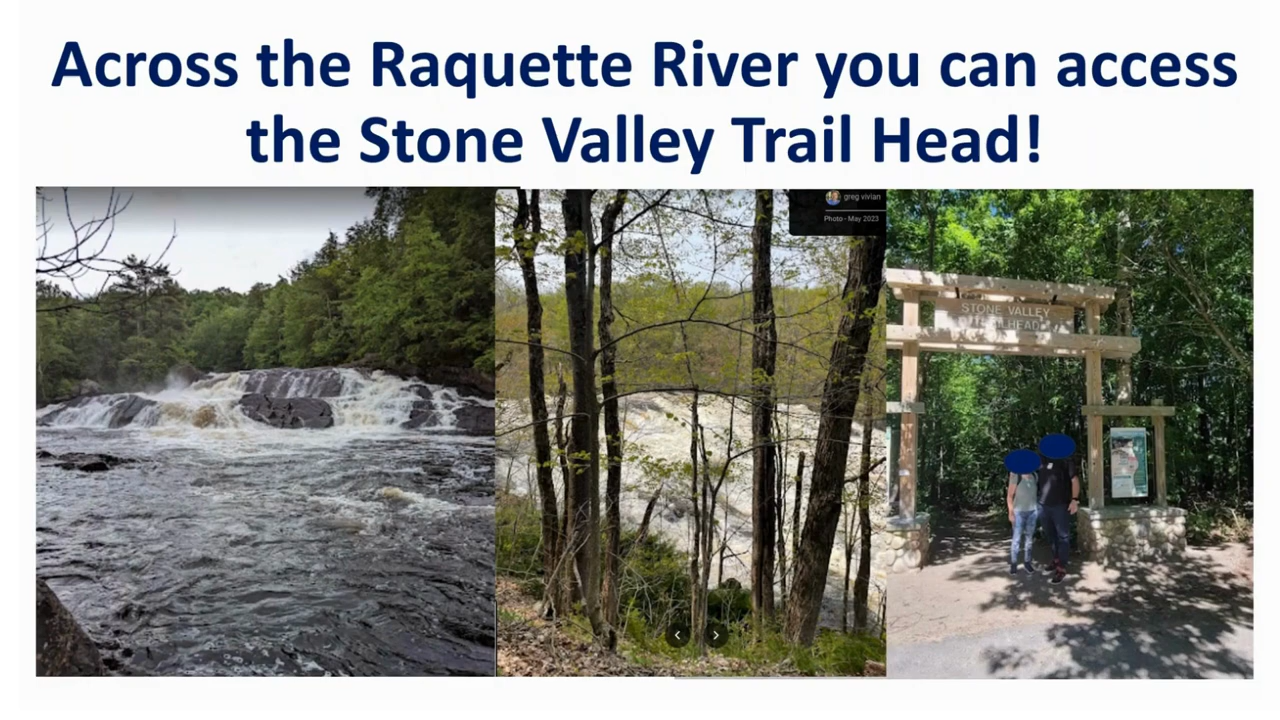 Across the Raquette River you can access
the Stone Valley Trail Head!
greg vivian
Photo - May 2023
STONE VALLEY
TRAILHEAD